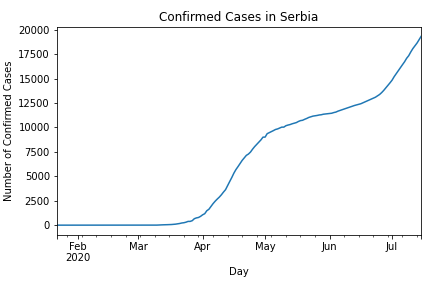 Confirmed Cases in Serbia
Number of Confirmed Cases
20000
17500
15000
12500
10000
7500
5000
2500
0
Feb Mar Apr May Jun Jul
2020
Day